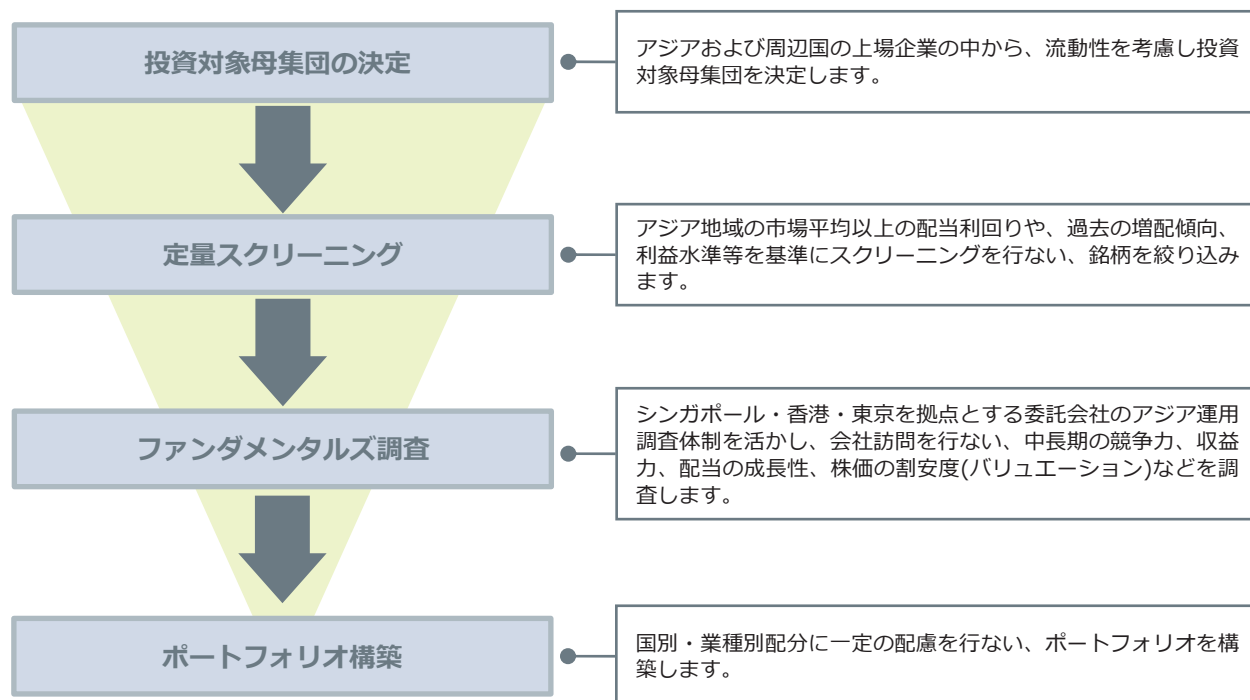 投資対象母集団の決定
アジアおよび周辺国の上場企業の中から、流動性を考慮し投資
対象母集団を決定します。
定量スクリーニング
アジア地域の市場平均以上の配当利回りや、過去の増配傾向、
利益水準等を基準にスクリーニングを行ない、銘柄を絞り込み
ます。
ファンダメンタルズ調査
シンガポール・香港・東京を拠点とする委託会社のアジア運用
調査体制を活かし、会社訪問を行ない、中長期の競争力、収益
力、配当の成長性、株価の割安度(バリュエーション)などを調
査します。
ポートフォリオ構築
国別・業種別配分に一定の配慮を行ない、ポートフォリオを構
築します。